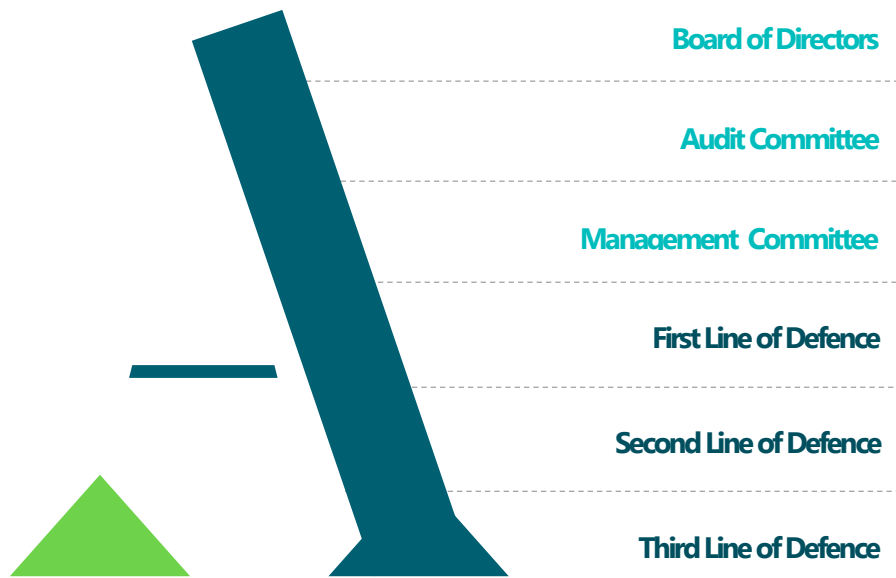 Board of Directors
Audit Committee
Management Committee
First Line of Defence
Second Line of Defence
Third Line of Defence